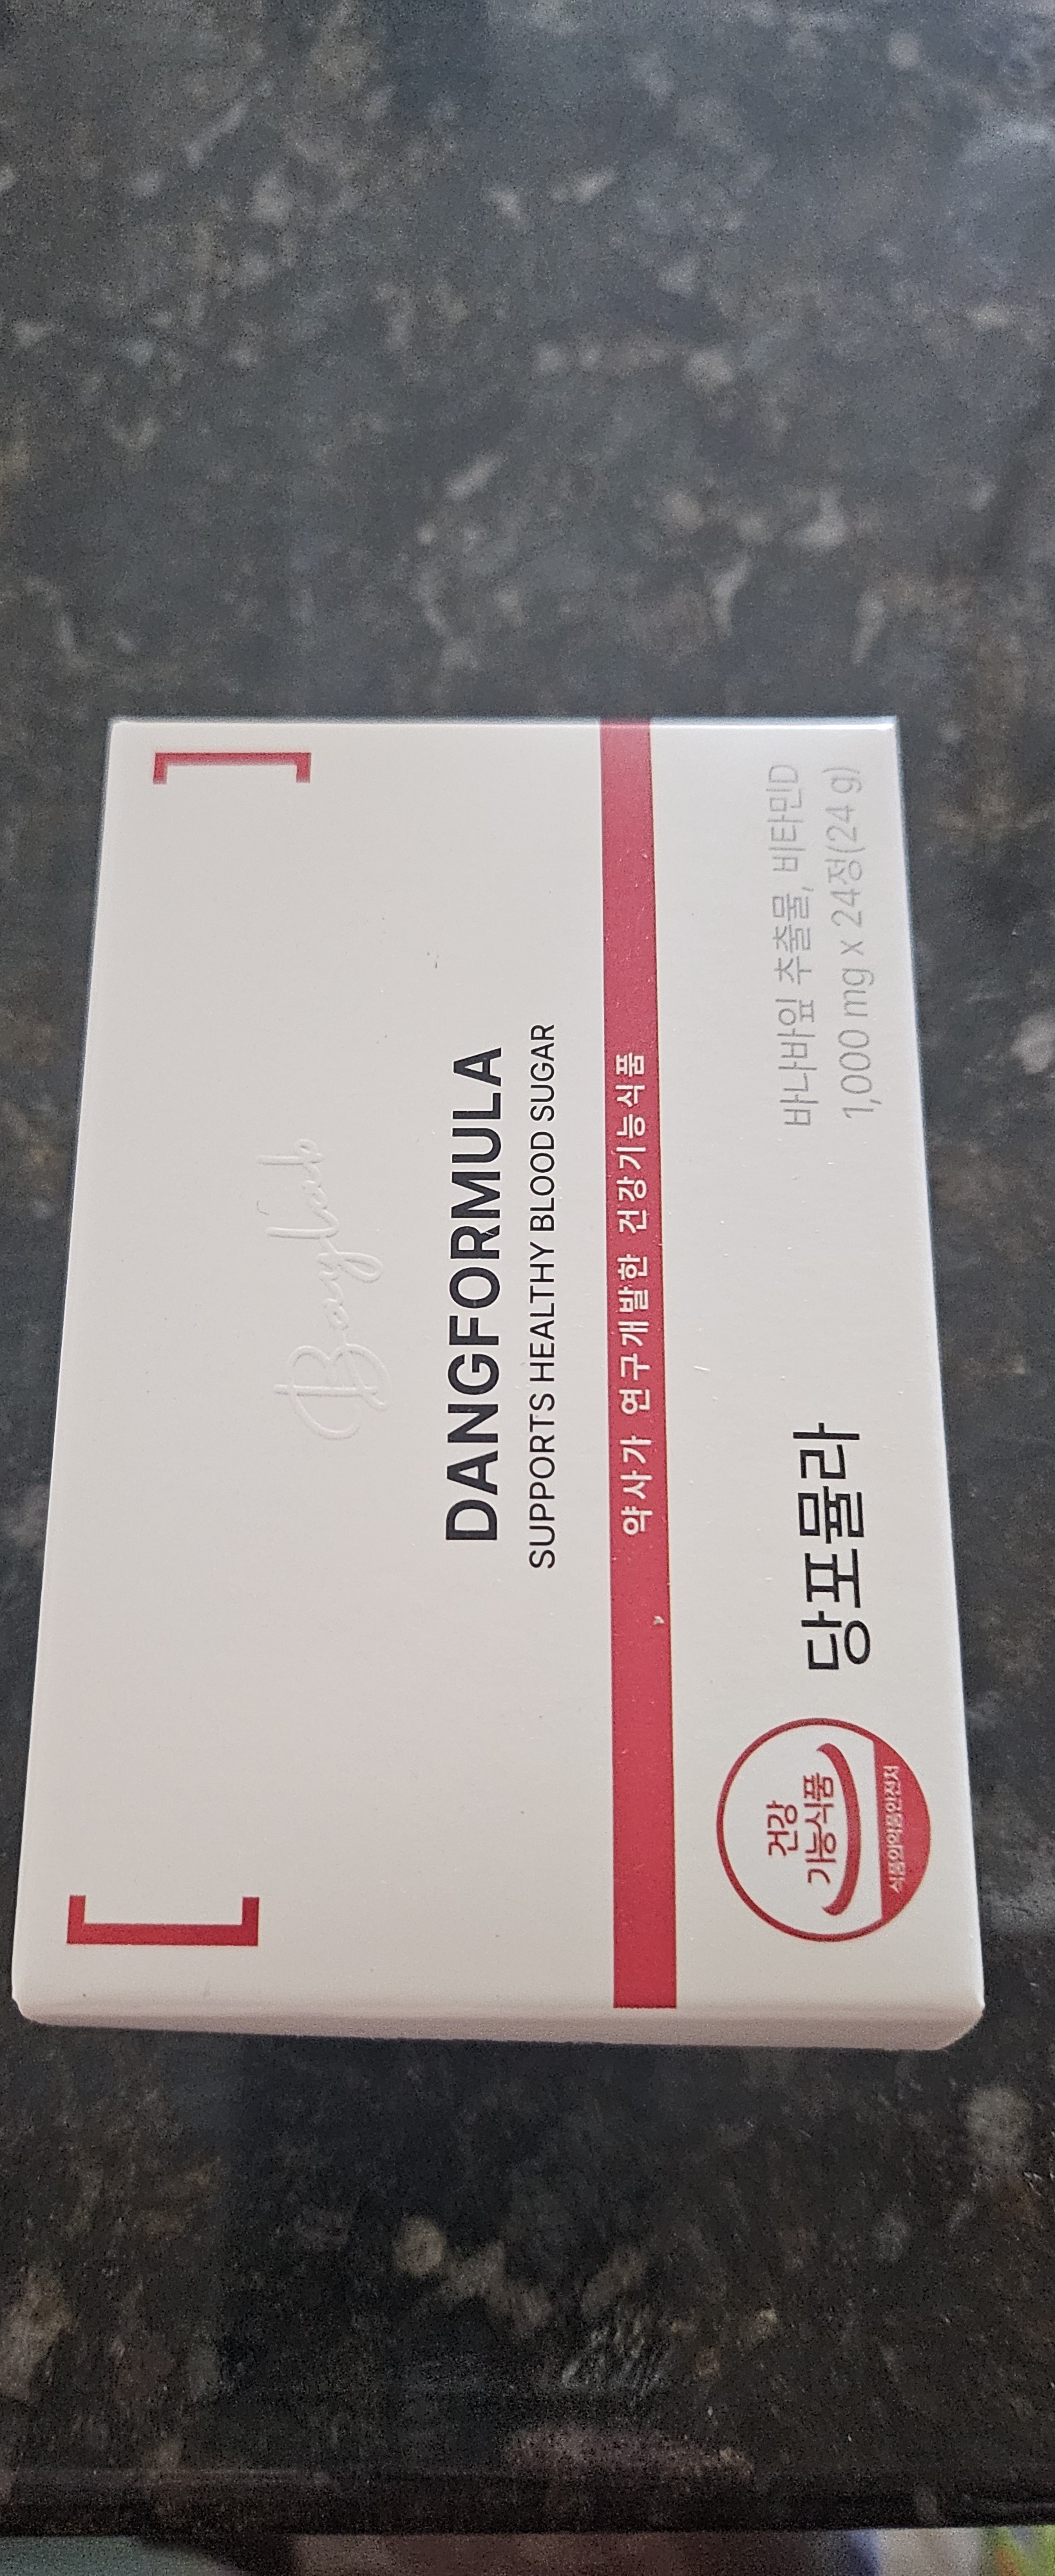 Baylab
DANGFORMULA
SUPPORTS HEALTHY BLOOD SUGAR
약사가 연구개발한 건강기능식품
건강
기능식품
식품의약품안전처
당포뮬라
바나바잎 추출물, 비타민D
1,000 mg x 24정(24 g)